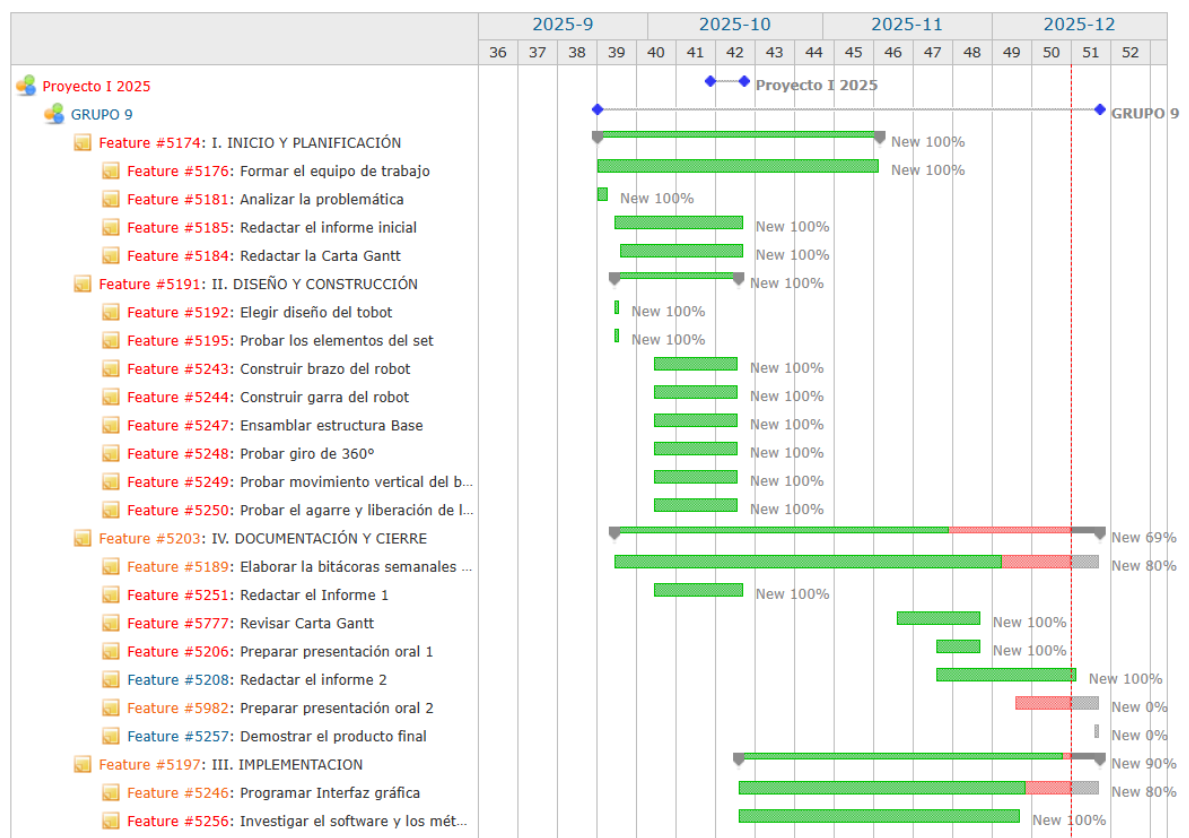 2025-9 2025-10 2025-11 2025-12
36 37 38 39 40 41 42 43 44 45 46 47 48 49 50 51 52
Proyecto I 2025 Proyecto I 2025
GRUPO 9 GRUPO 9
Feature #5174: I. INICIO Y PLANIFICACIÓN New 100%
Feature #5176: Formar el equipo de trabajo New 100%
Feature #5181: Analizar la problemática New 100%
Feature #5185: Redactar el informe inicial New 100%
Feature #5184: Redactar la Carta Gantt New 100%
Feature #5191: II. DISEÑO Y CONSTRUCCIÓN New 100%
Feature #5192: Elegir diseño del tobot New 100%
Feature #5195: Probar los elementos del set New 100%
Feature #5243: Construir brazo del robot New 100%
Feature #5244: Construir garra del robot New 100%
Feature #5247: Ensamblar estructura Base New 100%
Feature #5248: Probar giro de 360º New 100%
Feature #5249: Probar movimiento vertical del b... New 100%
Feature #5250: Probar el agarre y liberación de l... New 100%
Feature #5203: IV. DOCUMENTACIÓN Y CIERRE New 69%
Feature #5189: Elaborar la bitácoras semanales ... New 80%
Feature #5251: Redactar el Informe 1 New 100%
Feature #5777: Revisar Carta Gantt New 100%
Feature #5206: Preparar presentación oral 1 New 100%
Feature #5208: Redactar el informe 2 New 100%
Feature #5982: Preparar presentación oral 2 New 0%
Feature #5257: Demostrar el producto final New 0%
Feature #5197: III. IMPLEMENTACION New 90%
Feature #5246: Programar Interfaz gráfica New 80%
Feature #5256: Investigar el software y los mét... New 100%